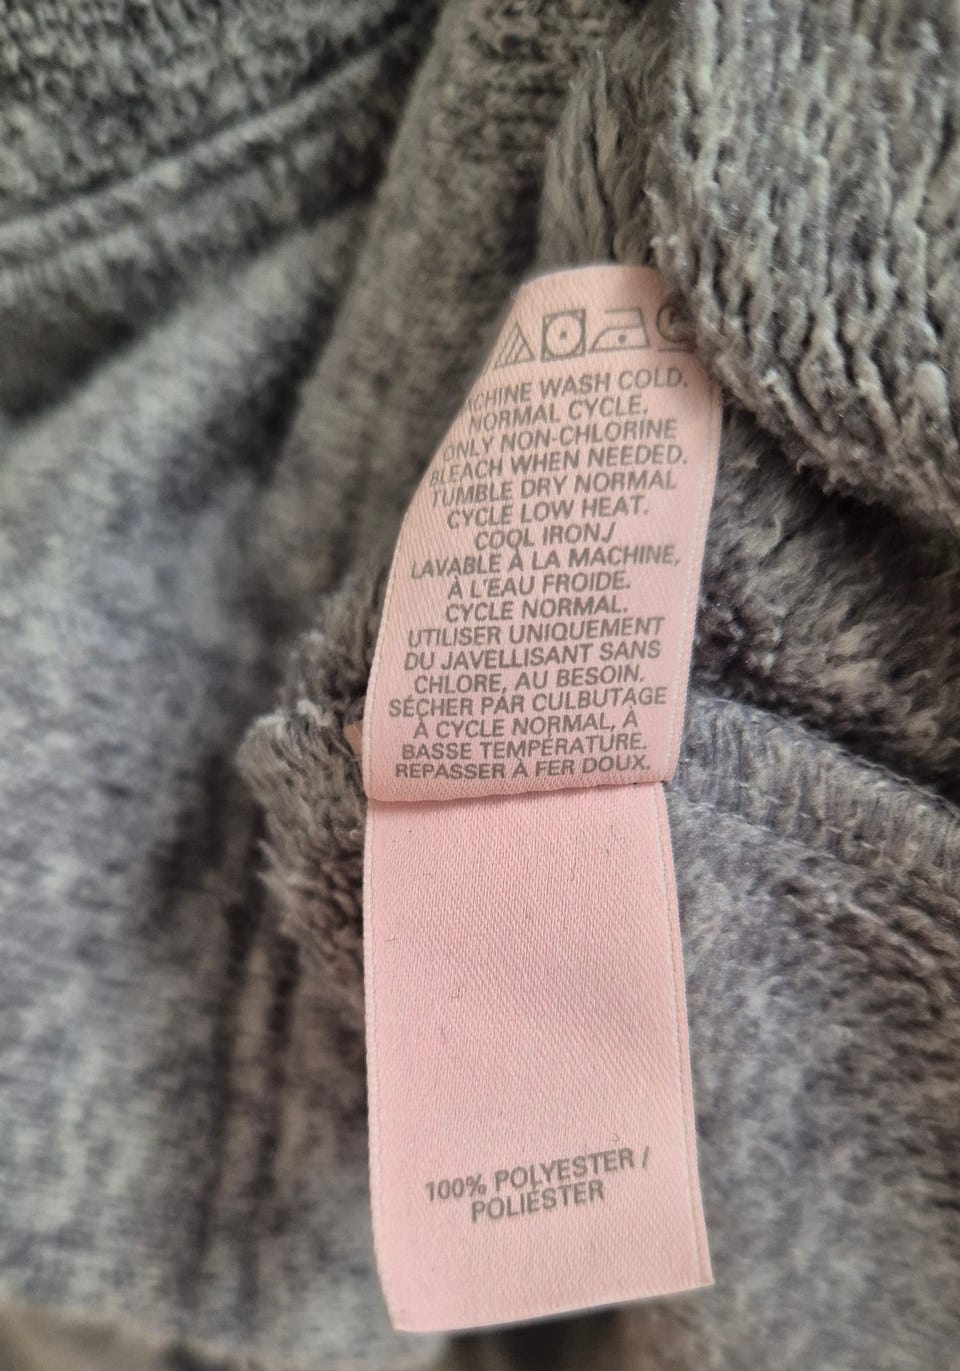 MACHINE WASH COLD.
NORMAL CYCLE,
ONLY NON-CHLORINE
BLEACH WHEN NEEDED.
TUMBLE DRY NORMAL
CYCLE LOW HEAT.
COOL IRON./
LAVABLE À LA MACHINE,
À L'EAU FROIDE.
CYCLE NORMAL.
UTILISER UNIQUEMENT
DU JAVELLISANT SANS
CHLORE, AU BESOIN.
SÉCHER PAR CULBUTAGE
À CYCLE NORMAL, À
BASSE TEMPÉRATURE.
REPASSER À FER DOUX.
100% POLYESTER /
POLIÉSTER